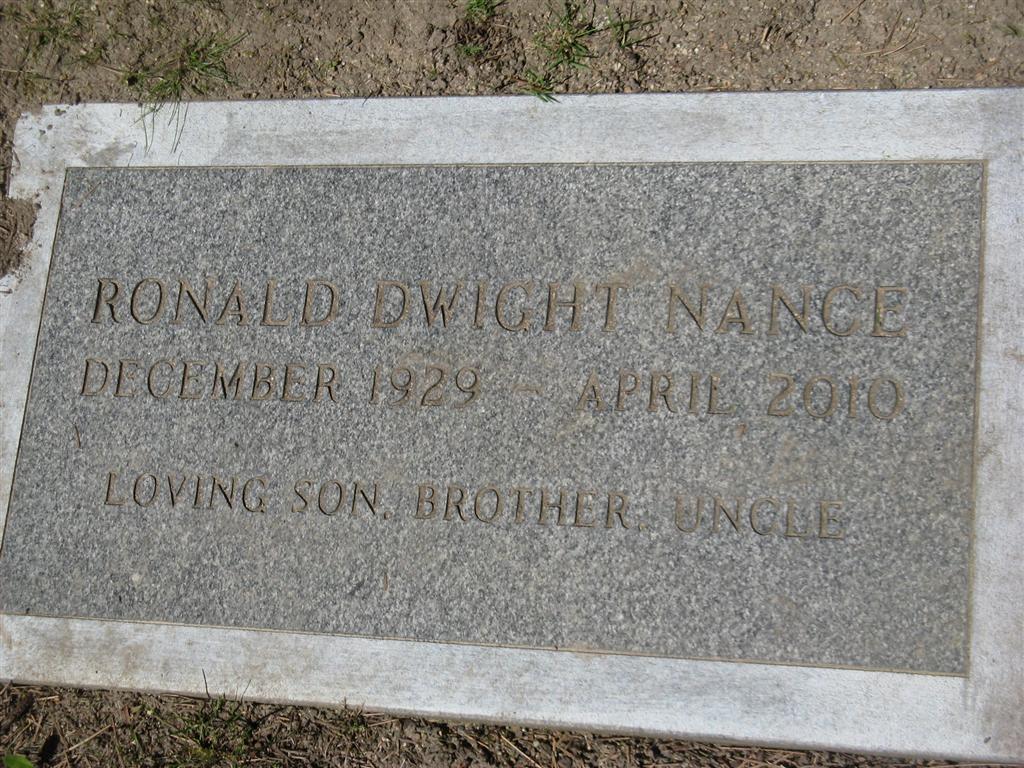 RONALD DWIGHT NANCE
DECEMBER 1929 – APRIL 2010
LOVING SON, BROTHER, UNCLE